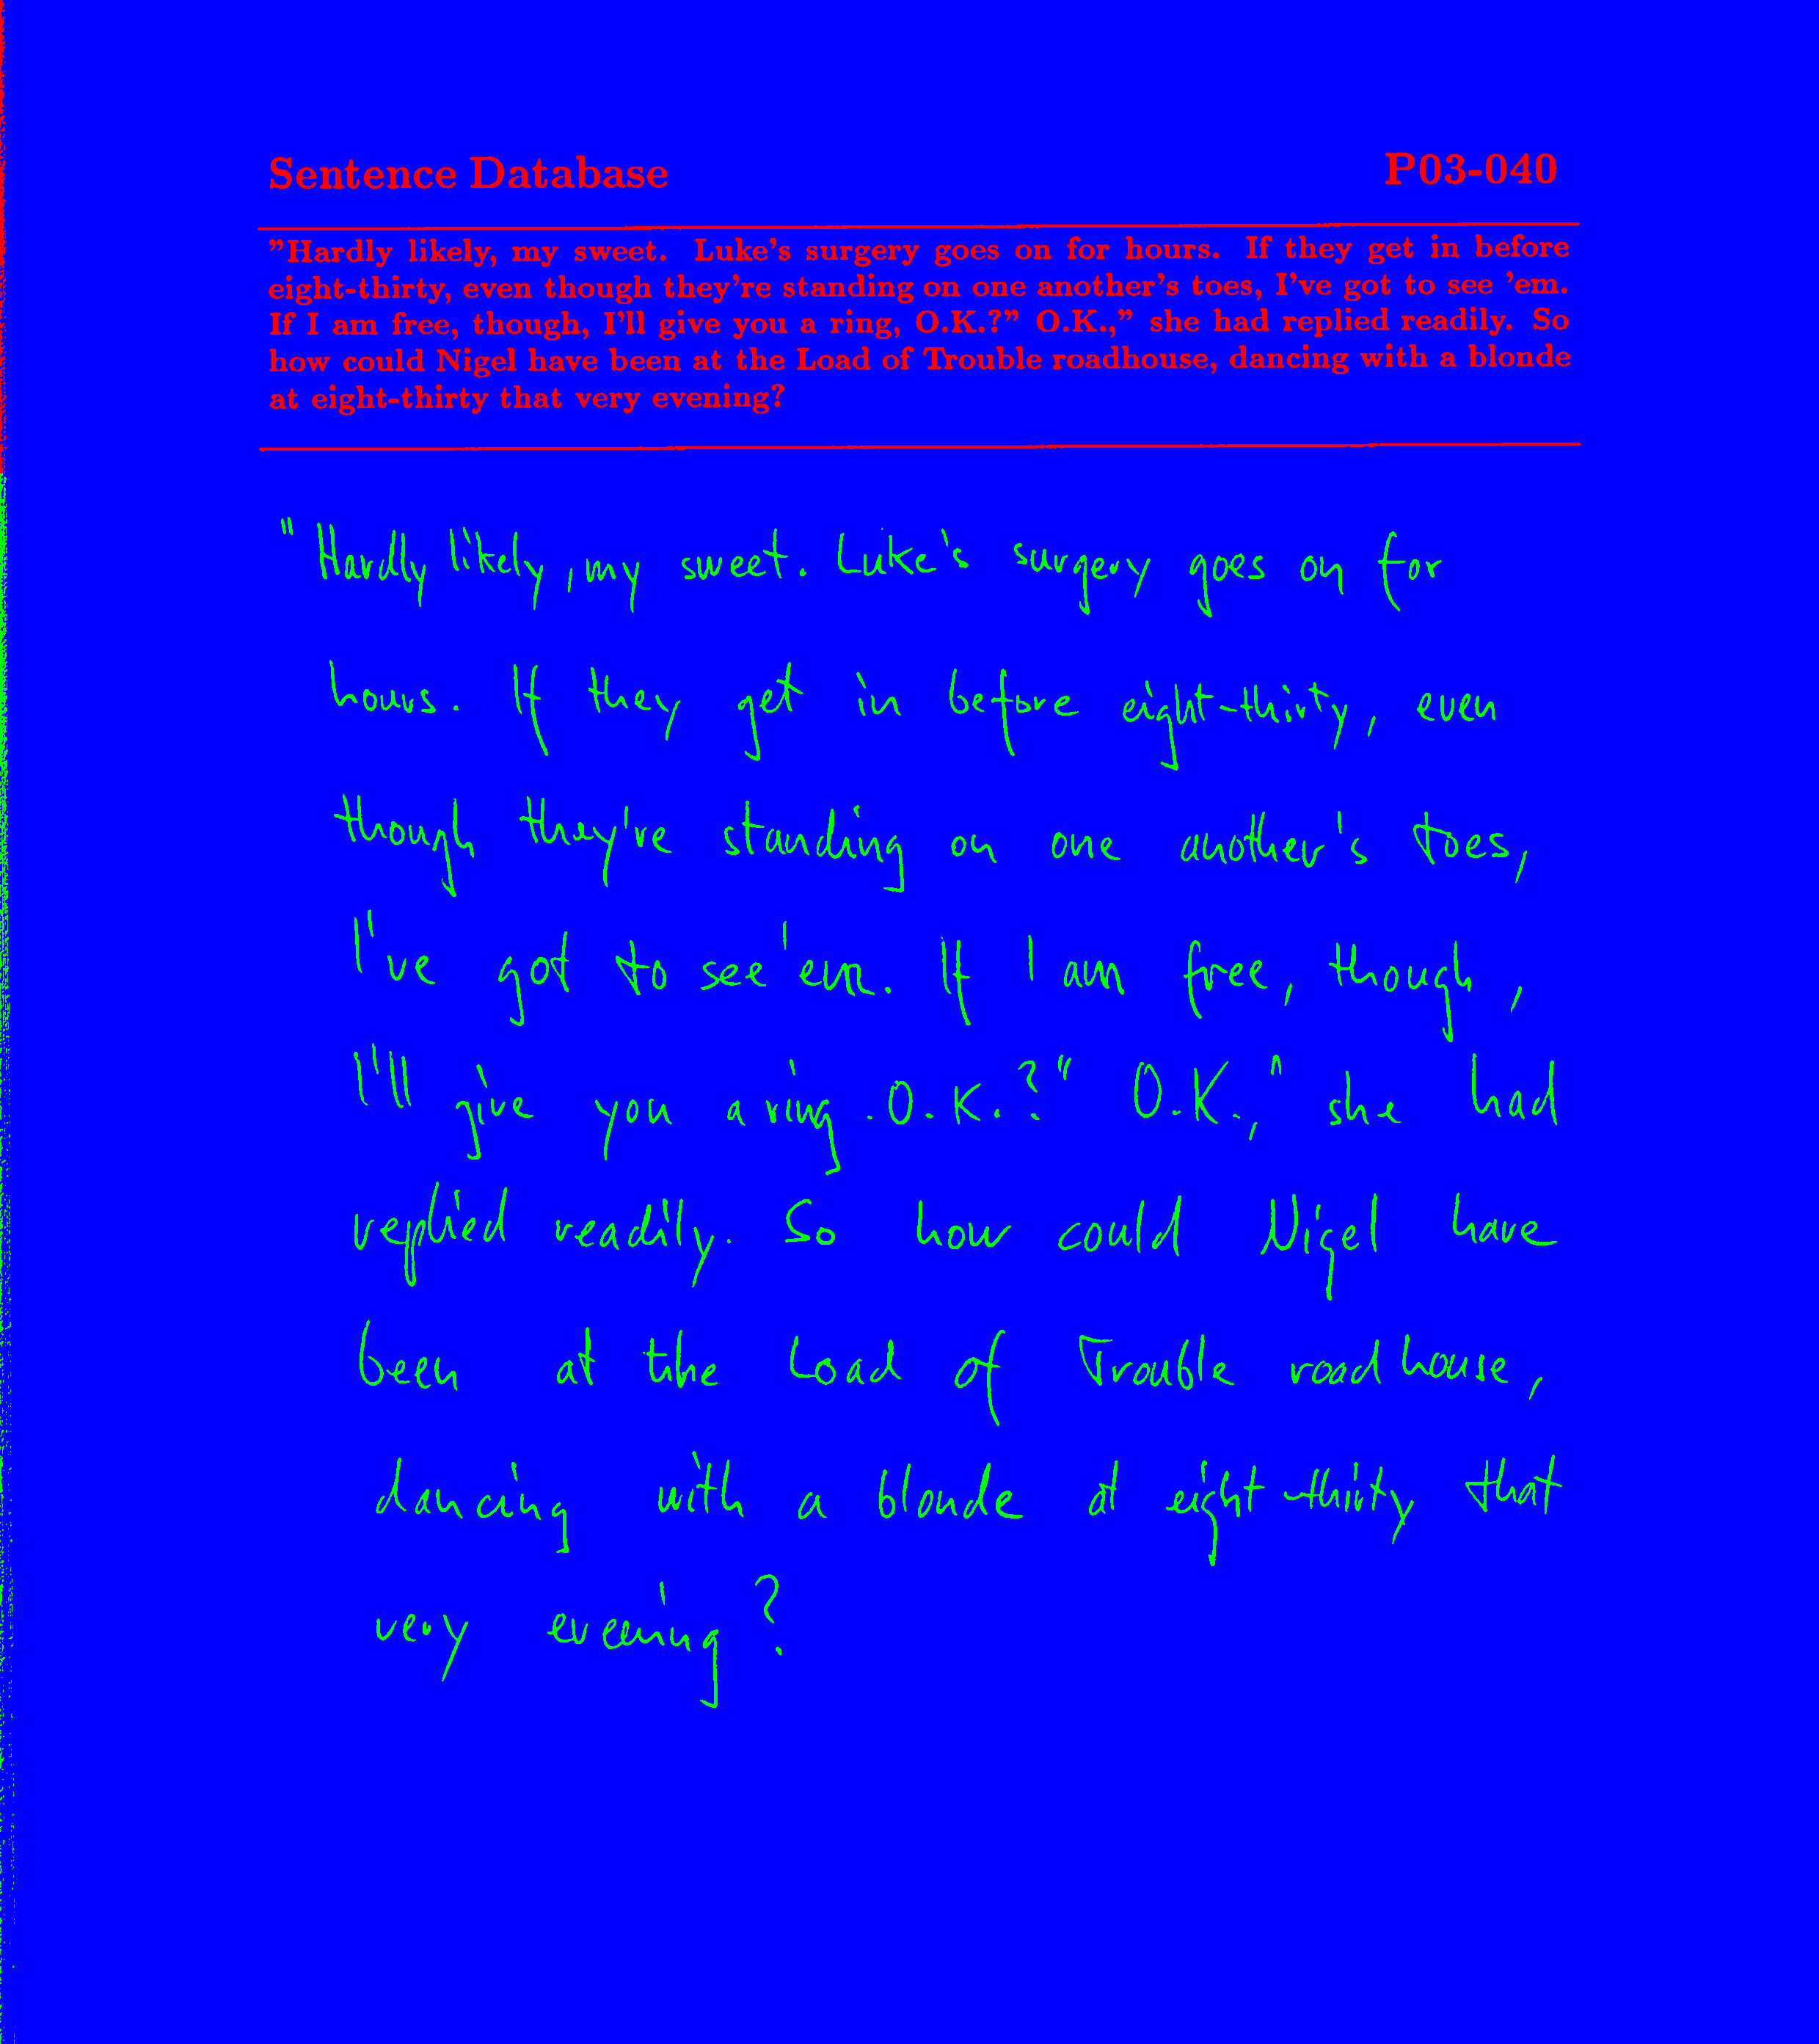 Sentence Database P03-040
"Hardly likely, my sweet. Luke's surgery goes on for hours. If they get in before
eight-thirty, even though they're standing on one another's toes, I've got to see 'em.
If I am free, though, I'll give you a ring, O.K.?" O.K.," she had replied readily. So
how could Nigel have been at the Load of Trouble roadhouse, dancing with a blonde
at eight-thirty that very evening?
"Hardly likely, my sweet. Luke's surgery goes on for
hours. If they get in before eight-thirty, even
though they're standing on one another's toes,
I've got to see 'em. If I am free, though,
I'll give you a ring. O.K.?" O.K.," she had
replied readily. So how could Nigel have
been at the Load of Trouble roadhouse,
dancing with a blonde at eight-thirty that
very evening?